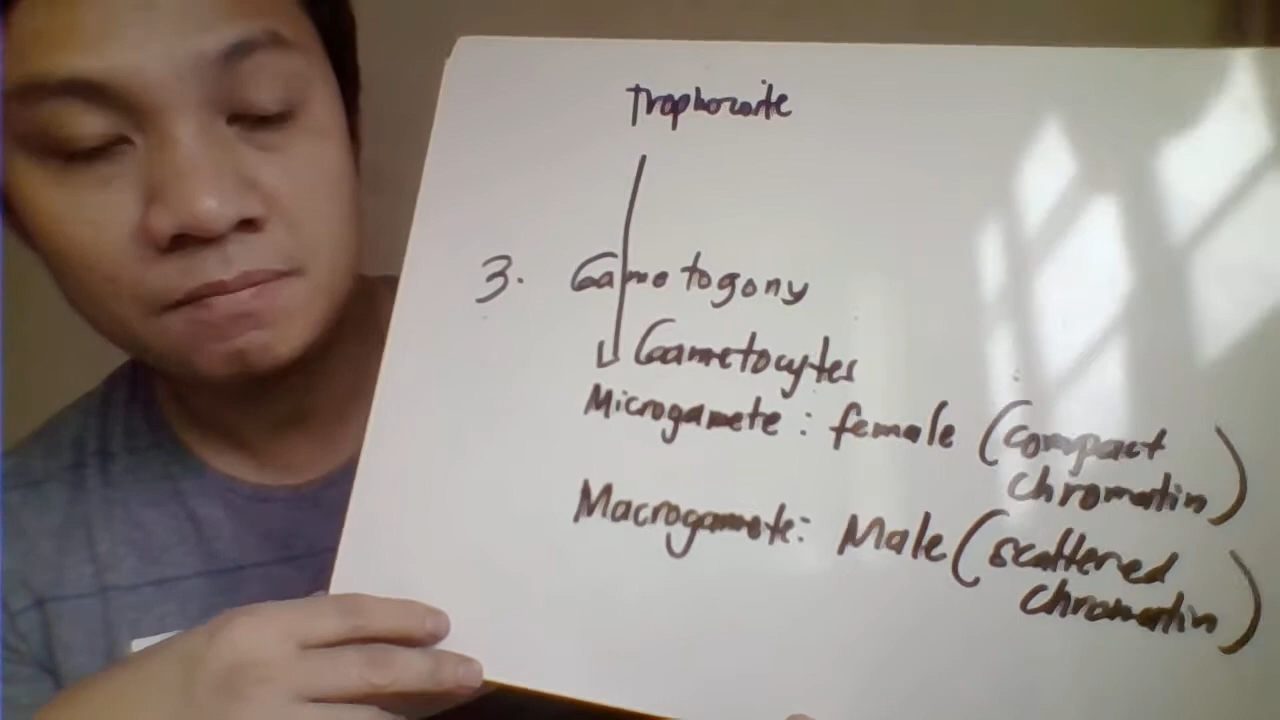 Trophozoite
3. Gametogony
Gametocytes
Microgamete : female (compact
chromatin)
Macrogamete: Male (scattered
chromatin)